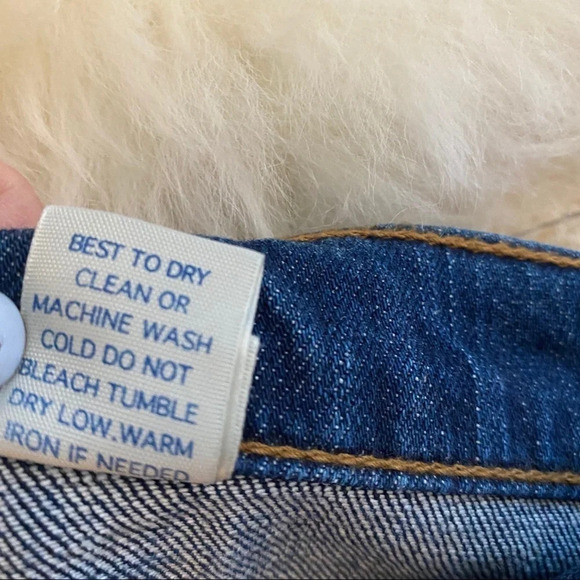 BEST TO DRY
CLEAN OR
MACHINE WASH
COLD DO NOT
BLEACH TUMBLE
DRY LOW.WARM
IRON IF NEEDED